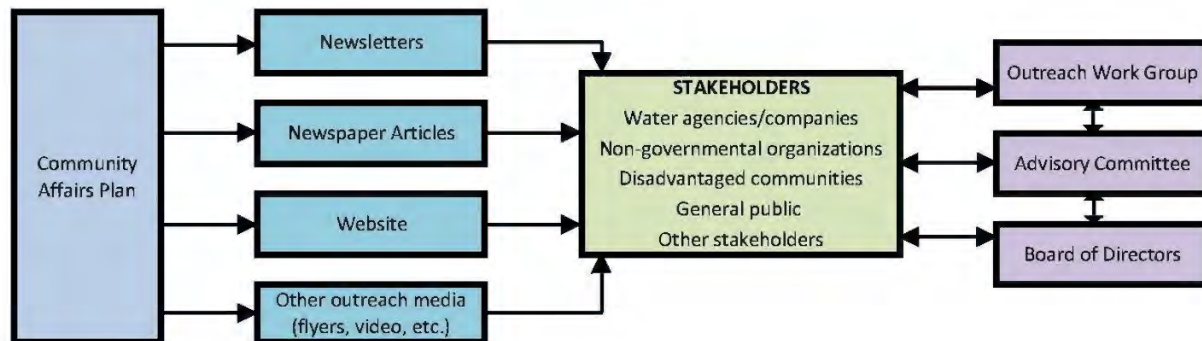 Community
Affairs Plan
Newsletters
Newspaper Articles
Website
Other outreach media
(flyers, video, etc.)
STAKEHOLDERS
Water agencies/companies
Non-governmental organizations
Disadvantaged communities
General public
Other stakeholders
Outreach Work Group
Advisory Committee
Board of Directors